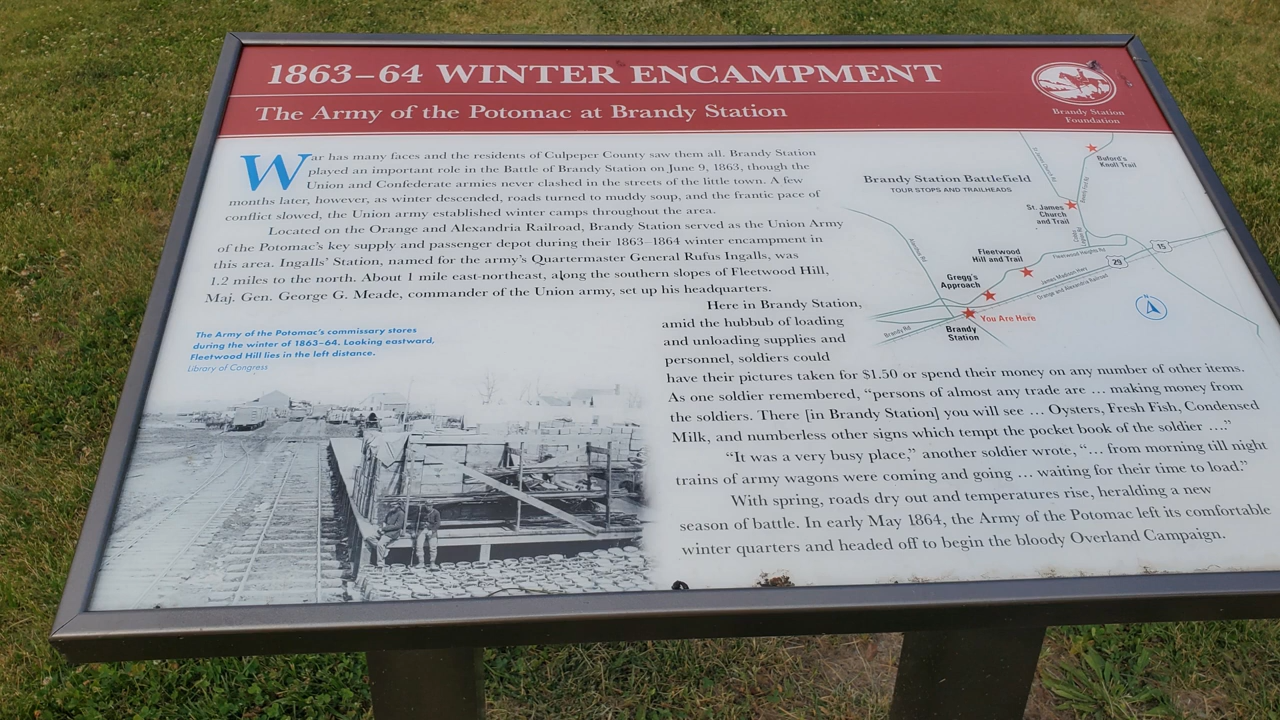 1863–64 WINTER ENCAMPMENT
The Army of the Potomac at Brandy Station
Brandy Station
Foundation
War has many faces and the residents of Culpeper County saw them all. Brandy Station
played an important role in the Battle of Brandy Station on June 9, 1863, though the
Union and Confederate armies never clashed in the streets of the little town. A few
months later, however, as winter descended, roads turned to muddy soup, and the frantic pace of
conflict slowed, the Union army established winter camps throughout the area.
Located on the Orange and Alexandria Railroad, Brandy Station served as the Union Army
of the Potomac's key supply and passenger depot during their 1863–1864 winter encampment in
this area. Ingalls' Station, named for the army's Quartermaster General Rufus Ingalls, was
1.2 miles to the north. About 1 mile east-northeast, along the southern slopes of Fleetwood Hill,
Maj. Gen. George G. Meade, commander of the Union army, set up his headquarters.
Here in Brandy Station,
amid the hubbub of loading
and unloading supplies and
personnel, soldiers could
have their pictures taken for $1.50 or spend their money on any number of other items.
As one soldier remembered, "persons of almost any trade are … making money from
the soldiers. There [in Brandy Station] you will see … Oysters, Fresh Fish, Condensed
Milk, and numberless other signs which tempt the pocket book of the soldier …."
"It was a very busy place," another soldier wrote, "… from morning till night
trains of army wagons were coming and going … waiting for their time to load."
With spring, roads dry out and temperatures rise, heralding a new
season of battle. In early May 1864, the Army of the Potomac left its comfortable
winter quarters and headed off to begin the bloody Overland Campaign.
The Army of the Potomac's commissary stores
during the winter of 1863–64. Looking eastward,
Fleetwood Hill lies in the left distance.
Library of Congress
Brandy Station Battlefield
TOUR STOPS AND TRAILHEADS
Buford's
Knoll Trail
St. James
Church
and Trail
Fleetwood
Hill and Trail
Fleetwood Heights Rd
15
29
James Madison Hwy
Orange and Alexandria Railroad
Gregg's
Approach
You Are Here
Brandy
Station
Brandy Rd
N